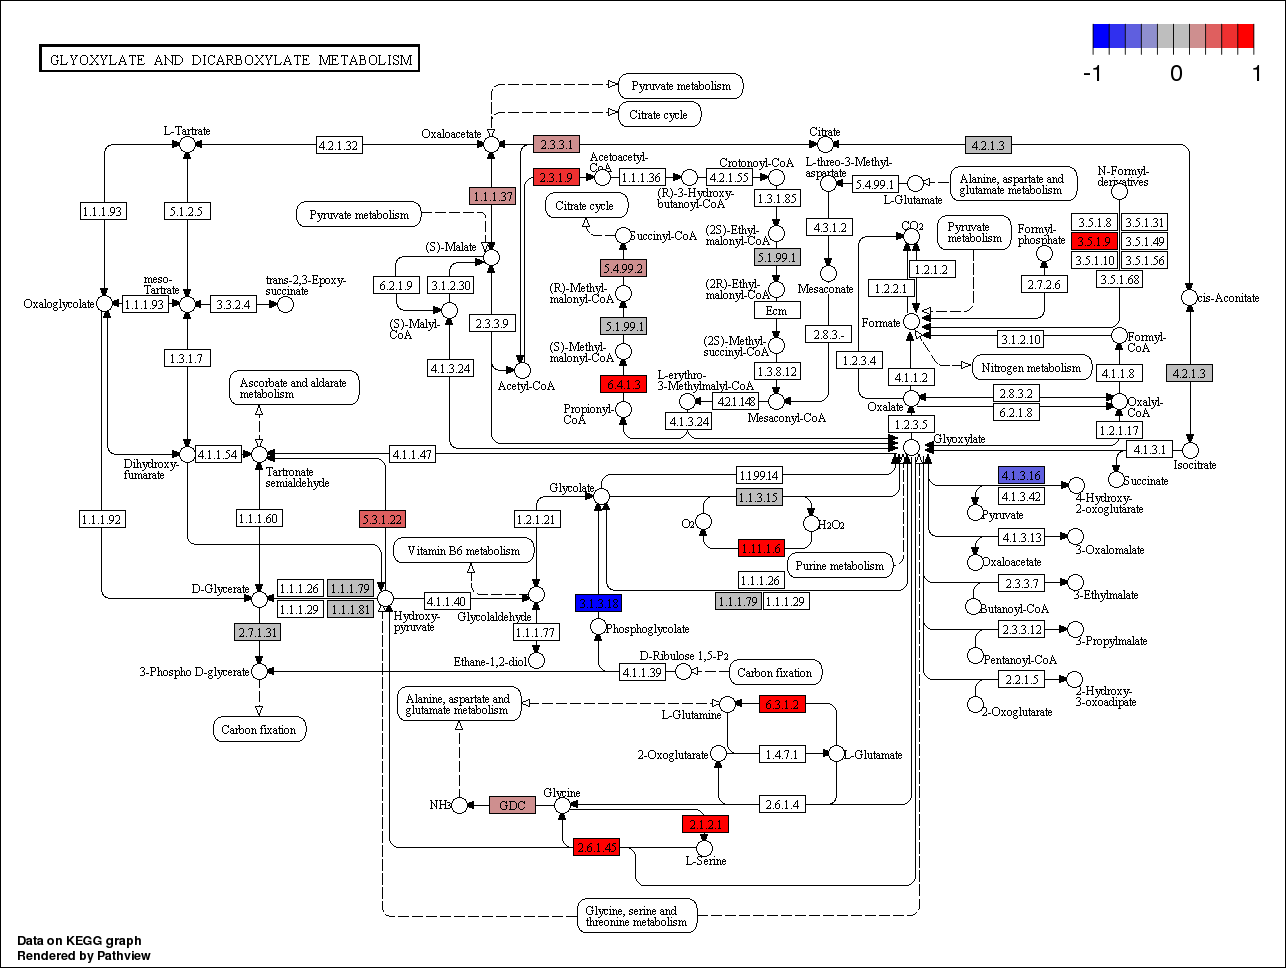 GLYOXYLATE AND DICARBOXYLATE METABOLISM
-1
0
1
Pyruvate metabolism
Citrate cycle
L-Tartrate
4.2.1.32
Oxaloacetate
2.3.3.1
Citrate
4.2.1.3
Acetoacetyl-
CoA
2.3.1.9
1.1.1.36
(R)-3-Hydroxy-
butanoyl-CoA
4.2.1.55
Crotonoyl-CoA
L-threo-3-Methyl-
aspartate
5.4.99.1
L-Glutamate
Alanine, aspartate and
glutamate metabolism
N-Formyl-
derivatives
1.1.1.37
1.3.1.85
1.1.1.93
5.1.2.5
Pyruvate metabolism
Citrate cycle
Succinyl-CoA
(2S)-Ethyl-
malonyl-CoA
4.3.1.2
CO2
Pyruvate
metabolism
Formyl-
phosphate
3.5.1.8
3.5.1.31
3.5.1.9
3.5.1.49
3.5.1.10
3.5.1.56
3.5.1.68
(S)-Malate
5.1.99.1
5.4.99.2
1.2.1.2
1.2.2.1
2.7.2.6
6.2.1.9
3.1.2.30
(R)-Methyl-
malonyl-CoA
(2R)-Ethyl-
malonyl-CoA
Mesaconate
meso-
Tartrate
trans-2,3-Epoxy-
succinate
Oxaloglycolate
1.1.1.93
3.3.2.4
cis-Aconitate
Ecm
(S)-Malyl-
CoA
2.3.3.9
5.1.99.1
2.8.3.-
Formate
3.1.2.10
Formyl-
CoA
(S)-Methyl-
malonyl-CoA
(2S)-Methyl-
succinyl-CoA
1.3.1.7
4.1.3.24
1.2.3.4
Nitrogen metabolism
1.3.8.12
4.1.1.2
4.1.1.8
4.2.1.3
Acetyl-CoA
6.4.1.3
L-erythro-
3-Methylmalyl-CoA
Ascorbate and aldarate
metabolism
4.2.1.148
Mesaconyl-CoA
Propionyl-
CoA
4.1.3.24
Oxalate
2.8.3.2
6.2.1.8
Oxalyl-
CoA
1.2.3.5
1.2.1.17
Glyoxylate
4.1.3.1
Isocitrate
Succinate
Dihydroxy-
fumarate
4.1.1.54
Tartronate
semialdehyde
4.1.1.47
1.1.99.14
4.1.3.16
4.1.3.42
Pyruvate
4-Hydroxy-
2-oxoglutarate
Glycolate
1.1.3.15
1.1.1.92
1.1.1.60
5.3.1.22
1.2.1.21
O2
H2O2
1.11.1.6
4.1.3.13
3-Oxalomalate
Oxaloacetate
Vitamin B6 metabolism
Purine metabolism
1.1.1.26
1.1.1.79
1.1.1.29
2.3.3.7
3-Ethylmalate
Butanoyl-CoA
D-Glycerate
1.1.1.26
1.1.1.79
1.1.1.29
1.1.1.81
Hydroxy-
pyruvate
4.1.1.40
Glycolaldehyde
3.1.3.18
Phosphoglycolate
2.3.3.12
3-Propylmalate
Pentanoyl-CoA
2.7.1.31
1.1.1.77
Ethane-1,2-diol
3-Phospho D-glycerate
4.1.1.39
D-Ribulose 1,5-P2
Carbon fixation
2.2.1.5
2-Hydroxy-
3-oxoadipate
2-Oxoglutarate
Carbon fixation
Alanine, aspartate and
glutamate metabolism
L-Glutamine
6.3.1.2
2-Oxoglutarate
1.4.7.1
L-Glutamate
NH3
GDC
Glycine
2.6.1.4
2.1.2.1
2.6.1.45
L-Serine
Glycine, serine and
threonine metabolism
Data on KEGG graph
Rendered by Pathview